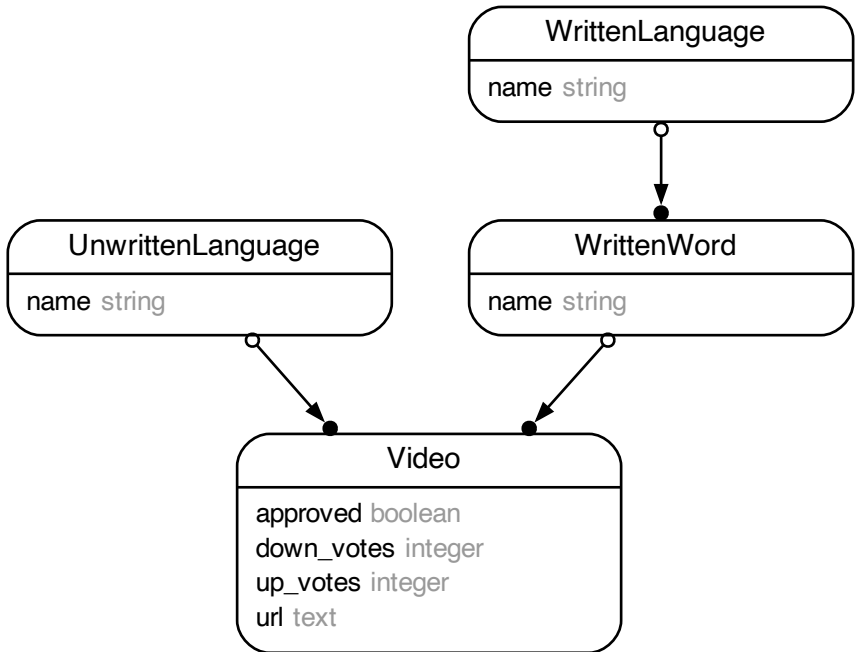 WrittenLanguage
name string
UnwrittenLanguage
name string
WrittenWord
name string
Video
approved boolean
down_votes integer
up_votes integer
url text